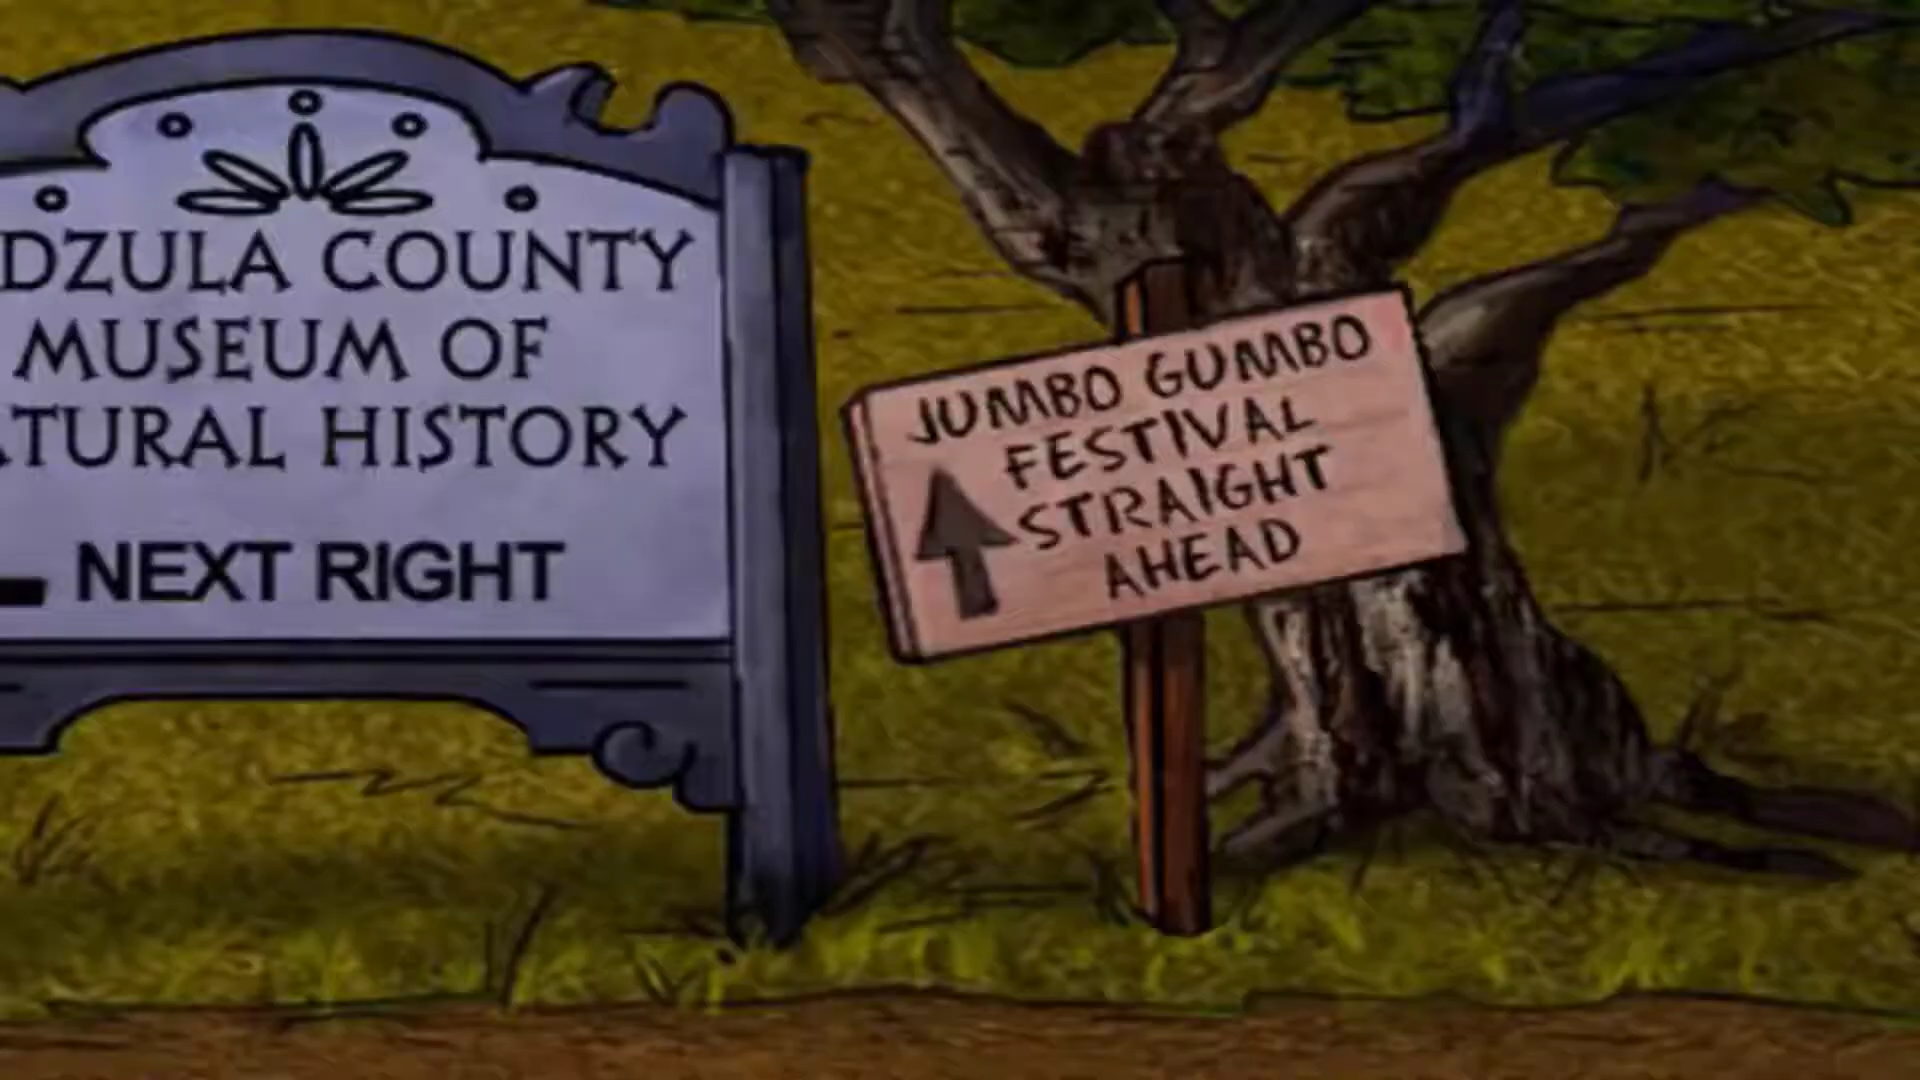 DZULA COUNTY
MUSEUM OF
ATURAL HISTORY
NEXT RIGHT
JUMBO GUMBO
FESTIVAL
STRAIGHT
AHEAD